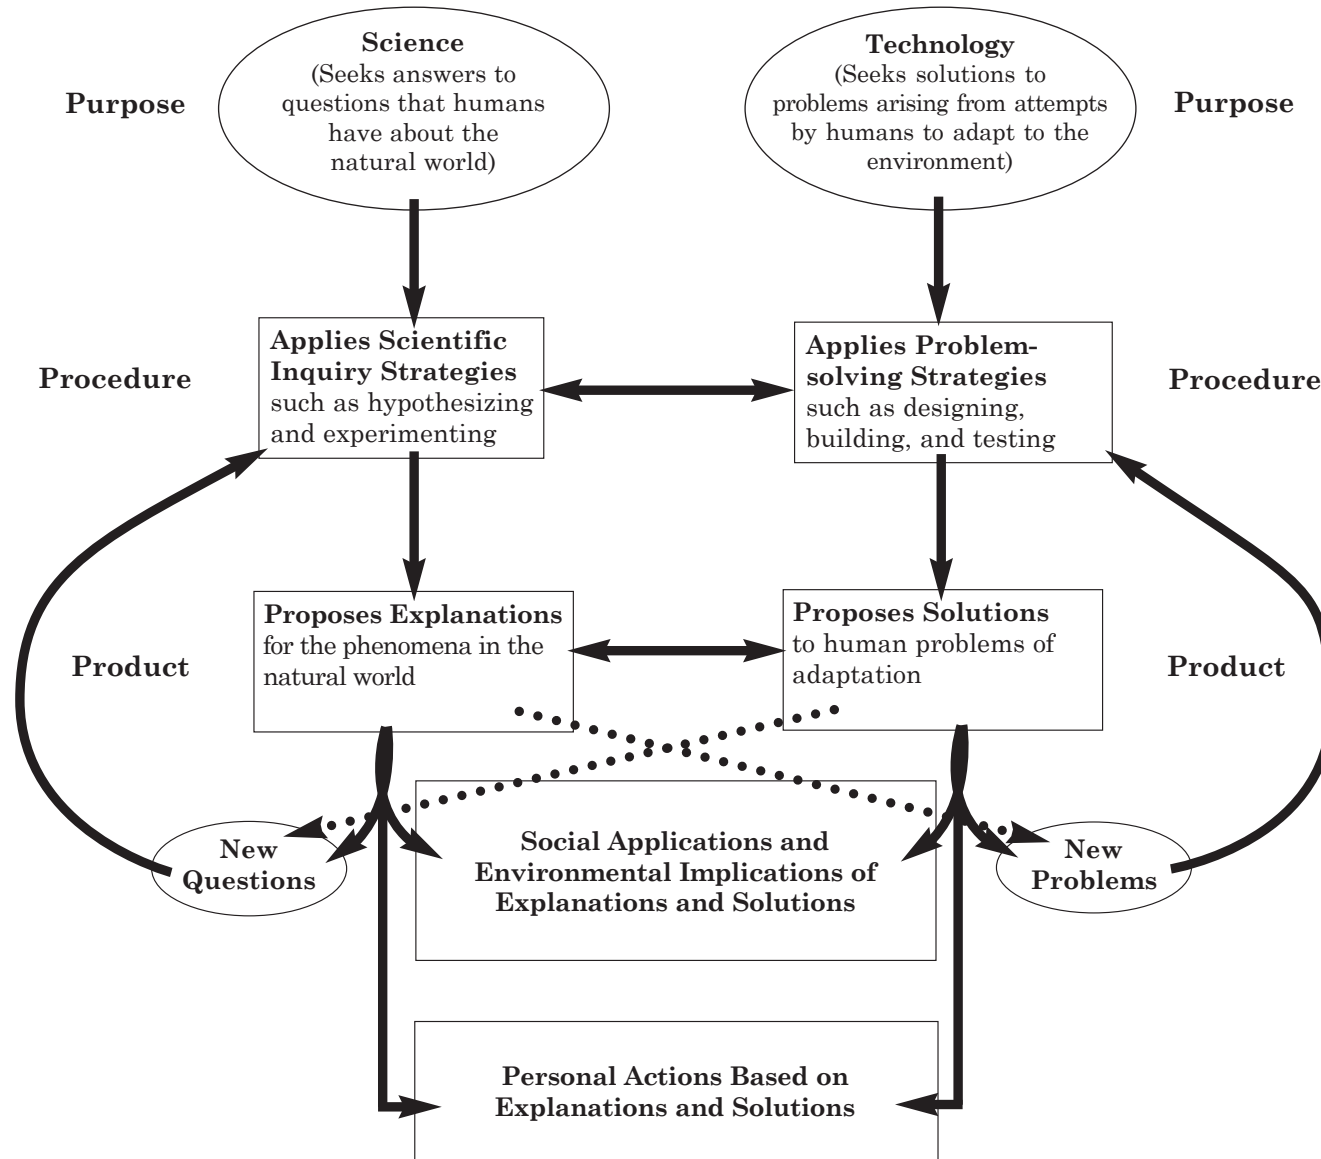 Science
(Seeks answers to
questions that humans
have about the
natural world)
Technology
(Seeks solutions to
problems arising from attempts
by humans to adapt to the
environment)
Purpose
Purpose
Procedure
Applies Scientific
Inquiry Strategies
such as hypothesizing
and experimenting
Applies Problem-
solving Strategies
such as designing,
building, and testing
Procedure
Product
Proposes Explanations
for the phenomena in the
natural world
Proposes Solutions
to human problems of
adaptation
Product
New
Questions
Social Applications and
Environmental Implications of
Explanations and Solutions
New
Problems
Personal Actions Based on
Explanations and Solutions